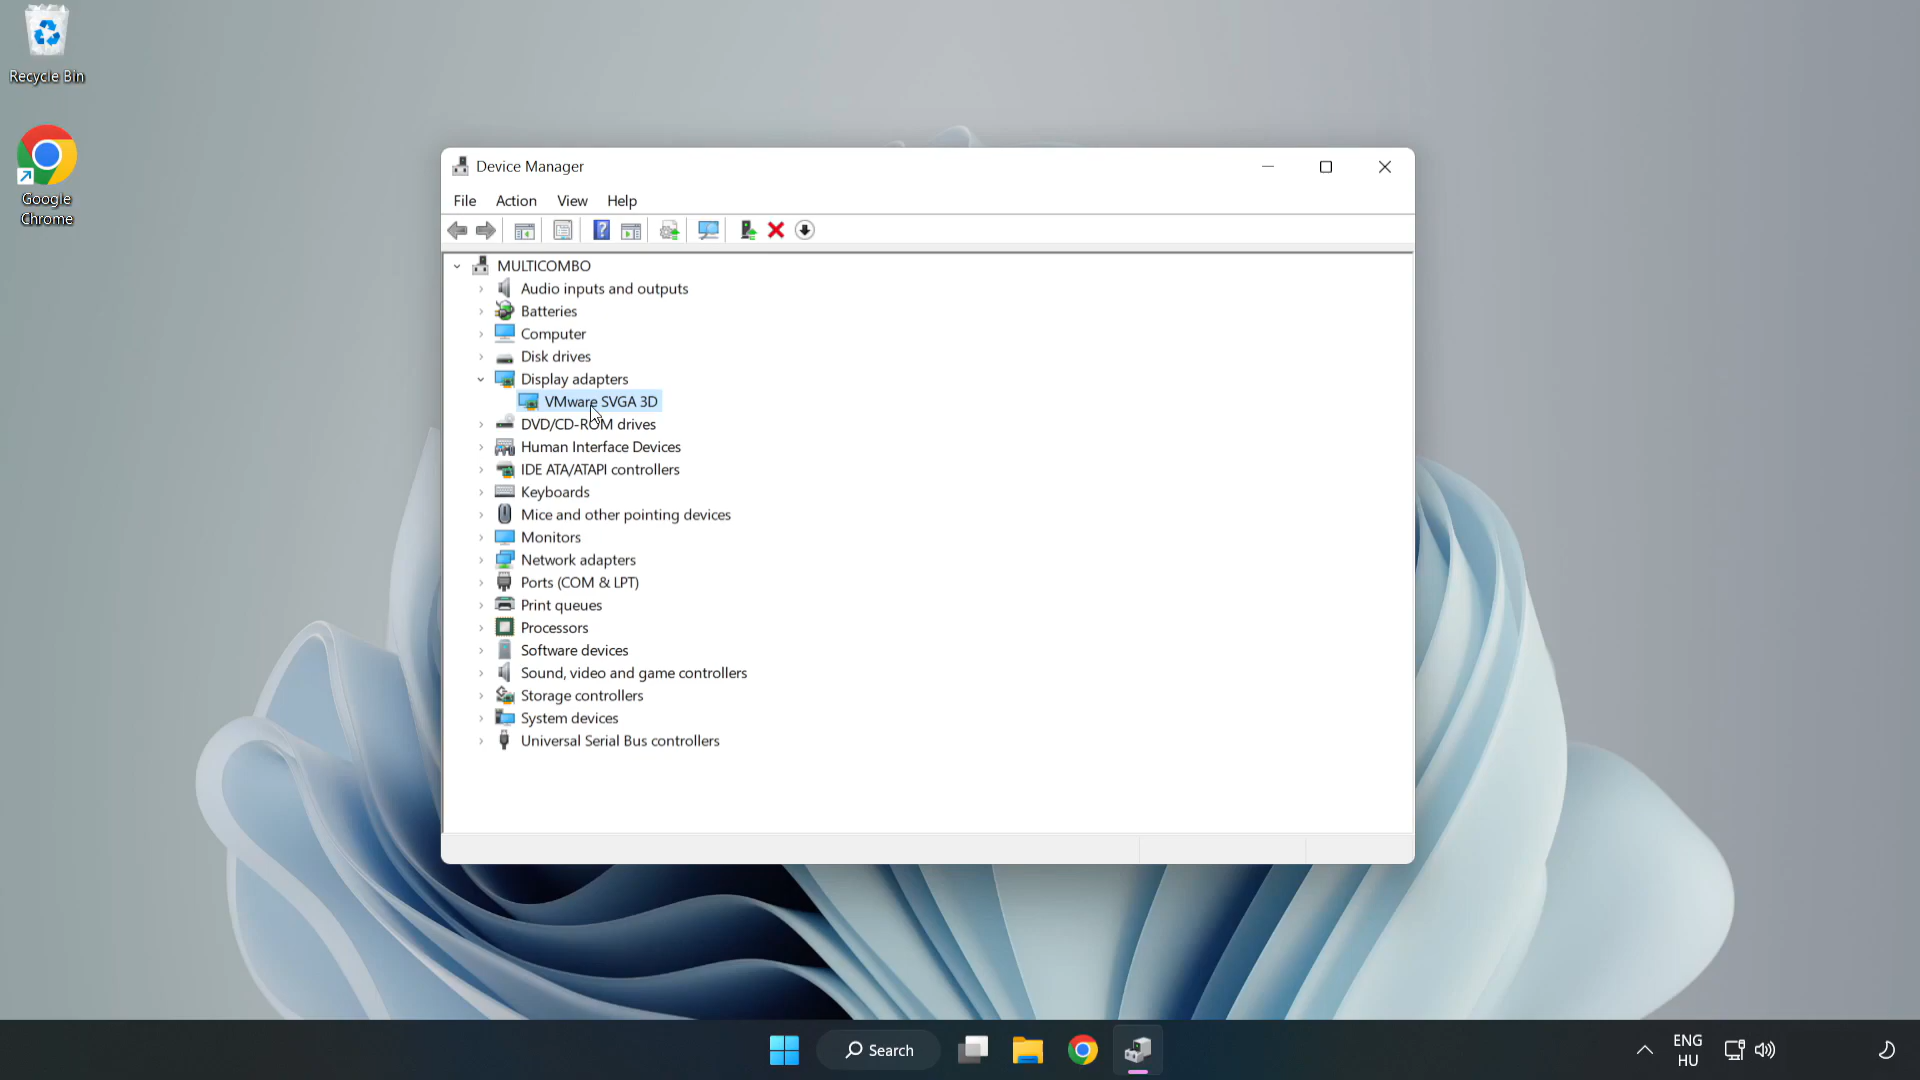 Recycle Bin
Google
Chrome
Device Manager
File Action View Help
MULTICOMBO
Audio inputs and outputs
Batteries
Computer
Disk drives
Display adapters
VMware SVGA 3D
DVD/CD-ROM drives
Human Interface Devices
IDE ATA/ATAPI controllers
Keyboards
Mice and other pointing devices
Monitors
Network adapters
Ports (COM & LPT)
Print queues
Processors
Software devices
Sound, video and game controllers
Storage controllers
System devices
Universal Serial Bus controllers
Search
ENG
HU